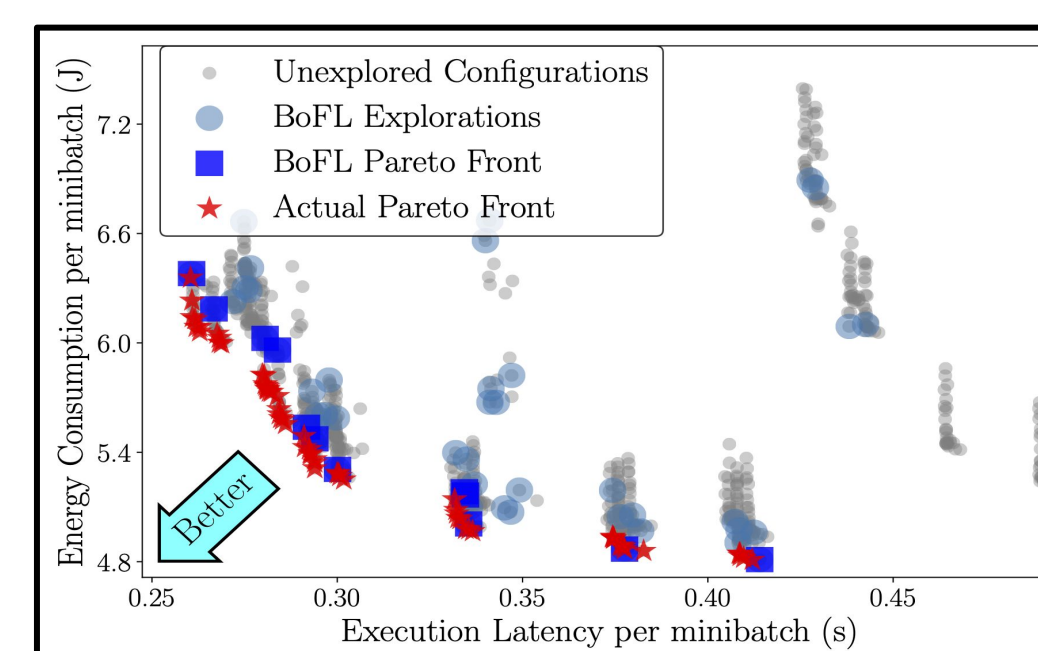 Unexplored Configurations
BoFL Explorations
BoFL Pareto Front
Actual Pareto Front
Energy Consumption per minibatch (J)
7.2
6.6
6.0
5.4
4.8
Better
0.25
0.30
0.35
0.40
0.45
Execution Latency per minibatch (s)